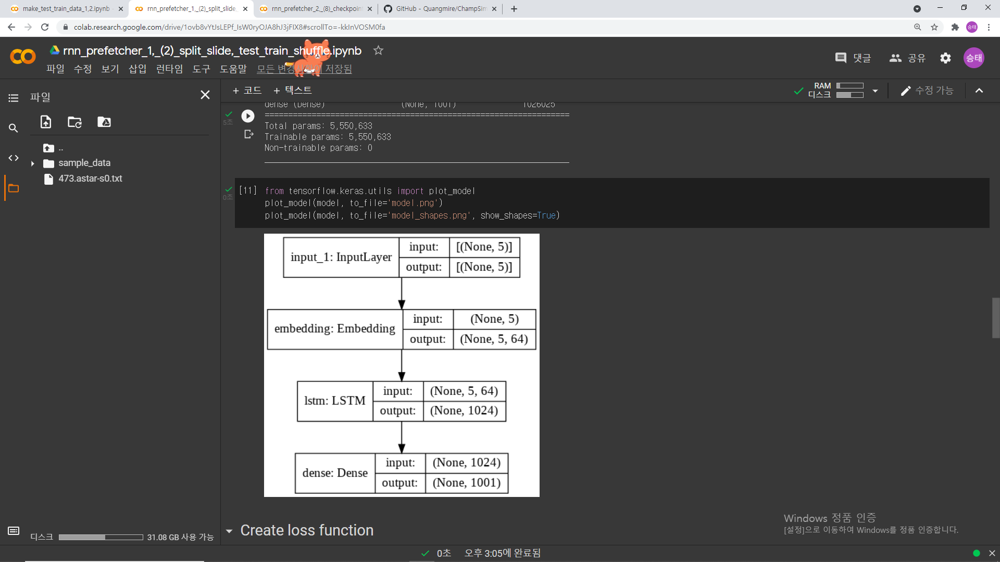 make_test_train_data_1,2.ipynb
rnn_prefetcher_1,_(2)_split_slide,
rnn_prefetcher_2,_(8)_checkpoin
GitHub - Quangmire/ChampSim
colab.research.google.com/drive/1ovb8vYtJsLEPf_IsW0ryOJA8hJ3jFIX8#scrollTo=-kkInVOSM0fa
승태
rnn_prefetcher_1,_(2)_split_slide,_test_train_shuffle.ipynb
파일 수정 보기 삽입 런타임 도구 도움말 모든 변경사항이 저장됨
댓글
공유
승태
파일
+ 코드 + 텍스트
RAM
디스크
수정 가능
..
sample_data
473.astar-s0.txt
5초
dense (Dense) (None, 1001) 1026025
=================================================================
Total params: 5,550,633
Trainable params: 5,550,633
Non-trainable params: 0
_________________________________________________________________
0초
[11] from tensorflow.keras.utils import plot_model
plot_model(model, to_file='model.png')
plot_model(model, to_file='model_shapes.png', show_shapes=True)
input_1: InputLayer
input: [(None, 5)]
output: [(None, 5)]
embedding: Embedding
input: (None, 5)
output: (None, 5, 64)
lstm: LSTM
input: (None, 5, 64)
output: (None, 1024)
dense: Dense
input: (None, 1024)
output: (None, 1001)
Create loss function
디스크 31.08 GB 사용 가능
Windows 정품 인증
[설정]으로 이동하여 Windows를 정품 인증합니다.
0초 오후 3:05에 완료됨